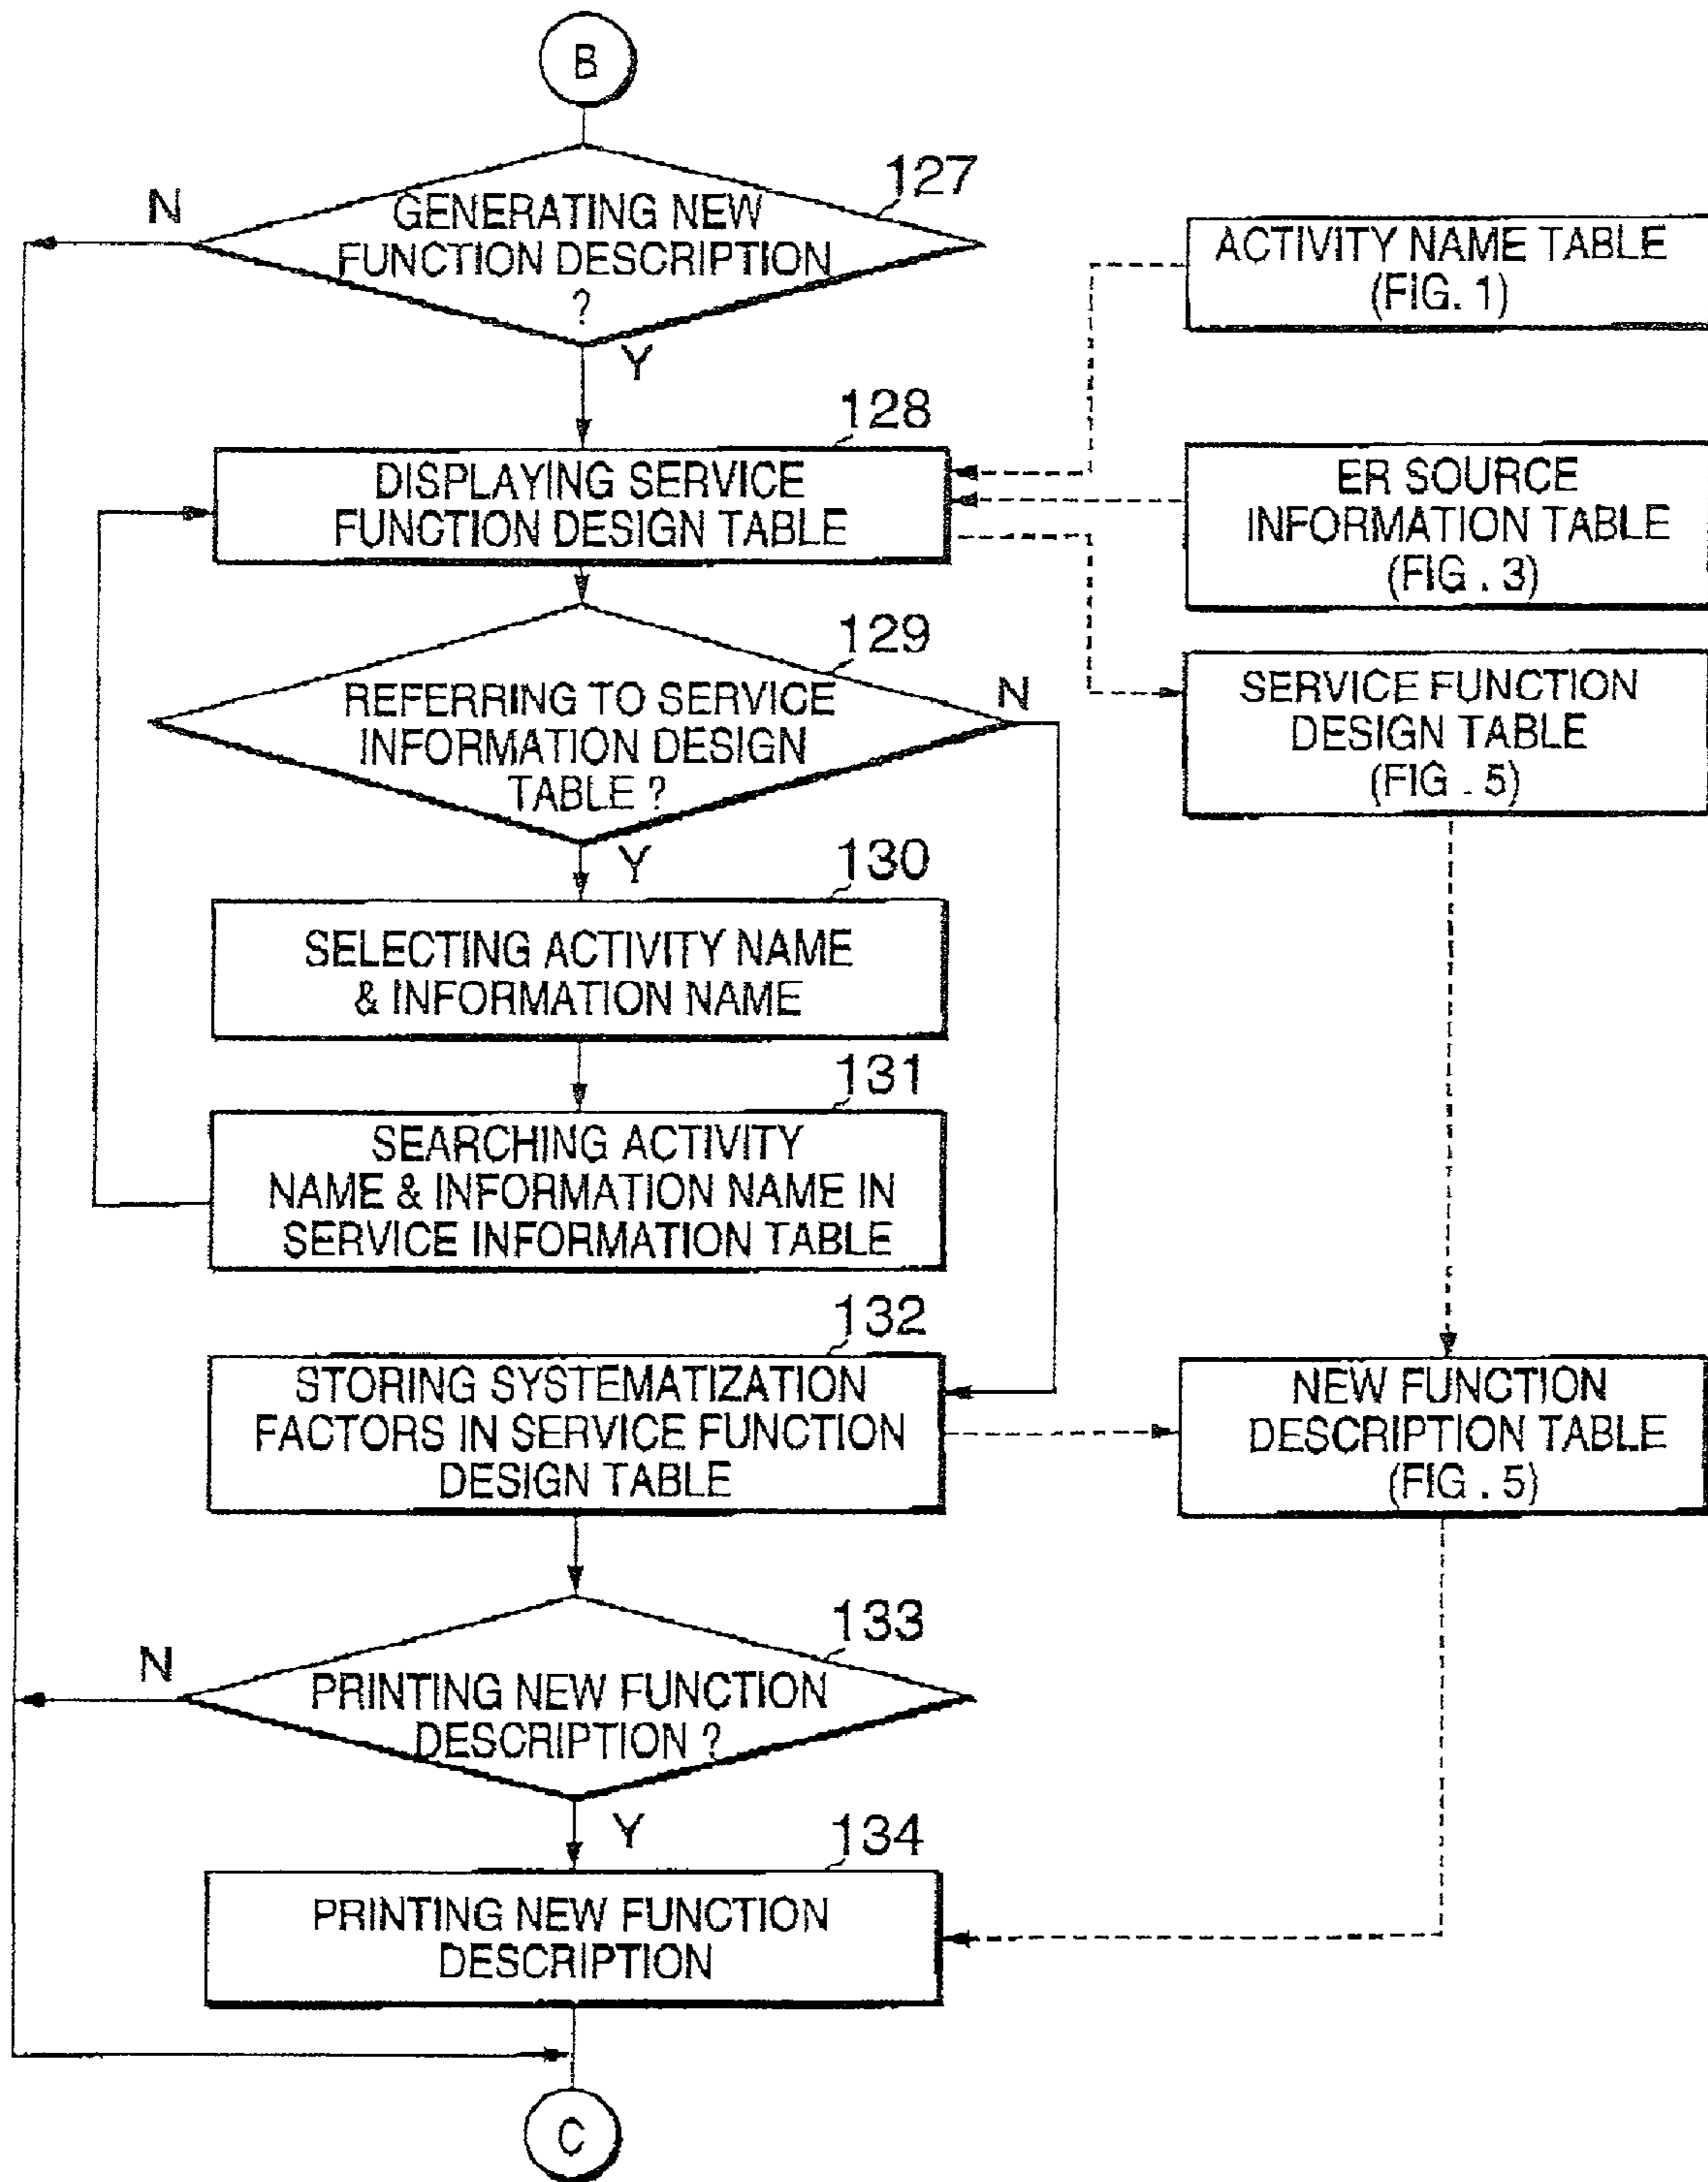 B
127
N
GENERATING NEW
FUNCTION DESCRIPTION
?
Y
ACTIVITY NAME TABLE
(FIG. 1)
128
DISPLAYING SERVICE
FUNCTION DESIGN TABLE
ER SOURCE
INFORMATION TABLE
(FIG . 3)
129
REFERRING TO SERVICE
INFORMATION DESIGN
TABLE ?
N
Y
SERVICE FUNCTION
DESIGN TABLE
(FIG . 5)
130
SELECTING ACTIVITY NAME
& INFORMATION NAME
131
SEARCHING ACTIVITY
NAME & INFORMATION NAME IN
SERVICE INFORMATION TABLE
132
STORING SYSTEMATIZATION
FACTORS IN SERVICE FUNCTION
DESIGN TABLE
NEW FUNCTION
DESCRIPTION TABLE
(FIG . 5)
133
N
PRINTING NEW FUNCTION
DESCRIPTION ?
Y
134
PRINTING NEW FUNCTION
DESCRIPTION
C